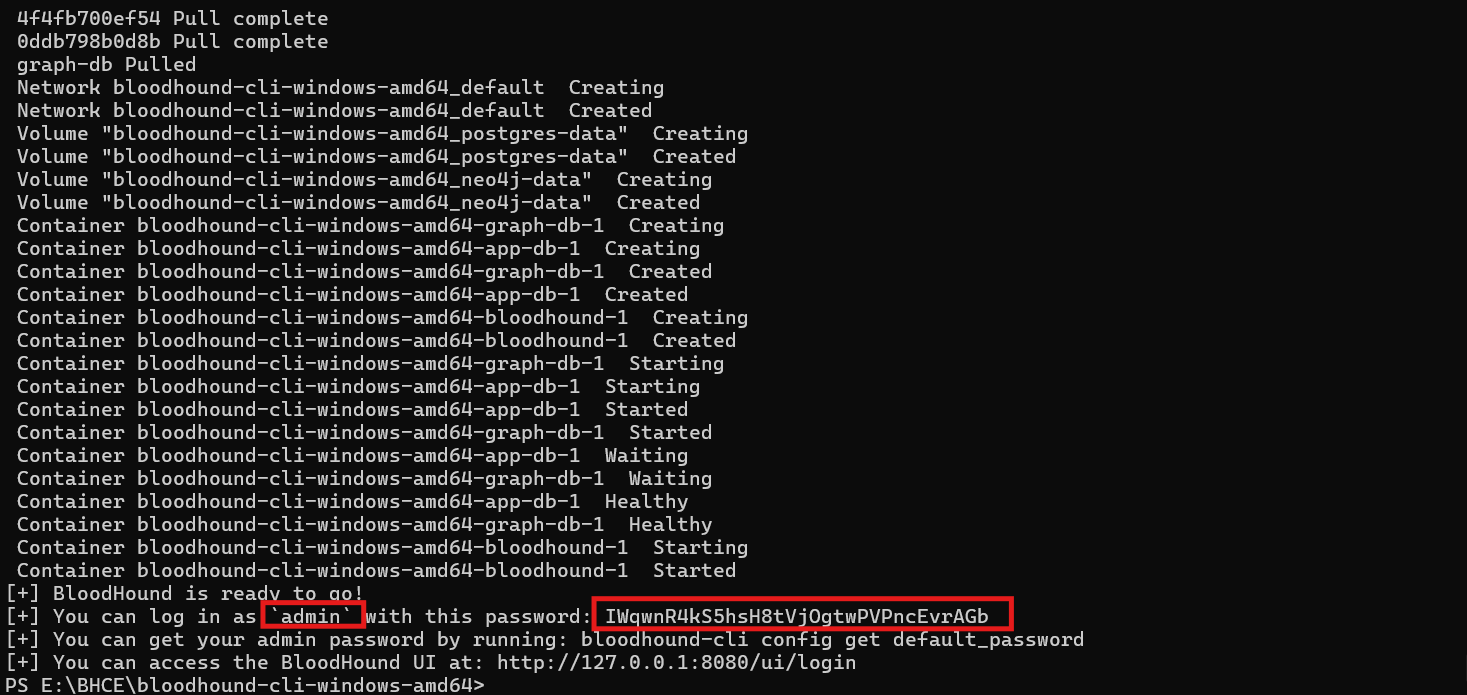 4f4fb700ef54 Pull complete
0ddb798b0d8b Pull complete
graph-db Pulled
Network bloodhound-cli-windows-amd64_default  Creating
Network bloodhound-cli-windows-amd64_default  Created
Volume "bloodhound-cli-windows-amd64_postgres-data"  Creating
Volume "bloodhound-cli-windows-amd64_postgres-data"  Created
Volume "bloodhound-cli-windows-amd64_neo4j-data"  Creating
Volume "bloodhound-cli-windows-amd64_neo4j-data"  Created
Container bloodhound-cli-windows-amd64-graph-db-1  Creating
Container bloodhound-cli-windows-amd64-app-db-1  Creating
Container bloodhound-cli-windows-amd64-graph-db-1  Created
Container bloodhound-cli-windows-amd64-app-db-1  Created
Container bloodhound-cli-windows-amd64-bloodhound-1  Creating
Container bloodhound-cli-windows-amd64-bloodhound-1  Created
Container bloodhound-cli-windows-amd64-graph-db-1  Starting
Container bloodhound-cli-windows-amd64-app-db-1  Starting
Container bloodhound-cli-windows-amd64-app-db-1  Started
Container bloodhound-cli-windows-amd64-graph-db-1  Started
Container bloodhound-cli-windows-amd64-app-db-1  Waiting
Container bloodhound-cli-windows-amd64-graph-db-1  Waiting
Container bloodhound-cli-windows-amd64-app-db-1  Healthy
Container bloodhound-cli-windows-amd64-graph-db-1  Healthy
Container bloodhound-cli-windows-amd64-bloodhound-1  Starting
Container bloodhound-cli-windows-amd64-bloodhound-1  Started
[+] BloodHound is ready to go!
[+] You can log in as `admin` with this password: IWqwnR4kS5hsH8tVjOgtwPVPncEvrAGb
[+] You can get your admin password by running: bloodhound-cli config get default_password
[+] You can access the BloodHound UI at: http://127.0.0.1:8080/ui/login
PS E:\BHCE\bloodhound-cli-windows-amd64>